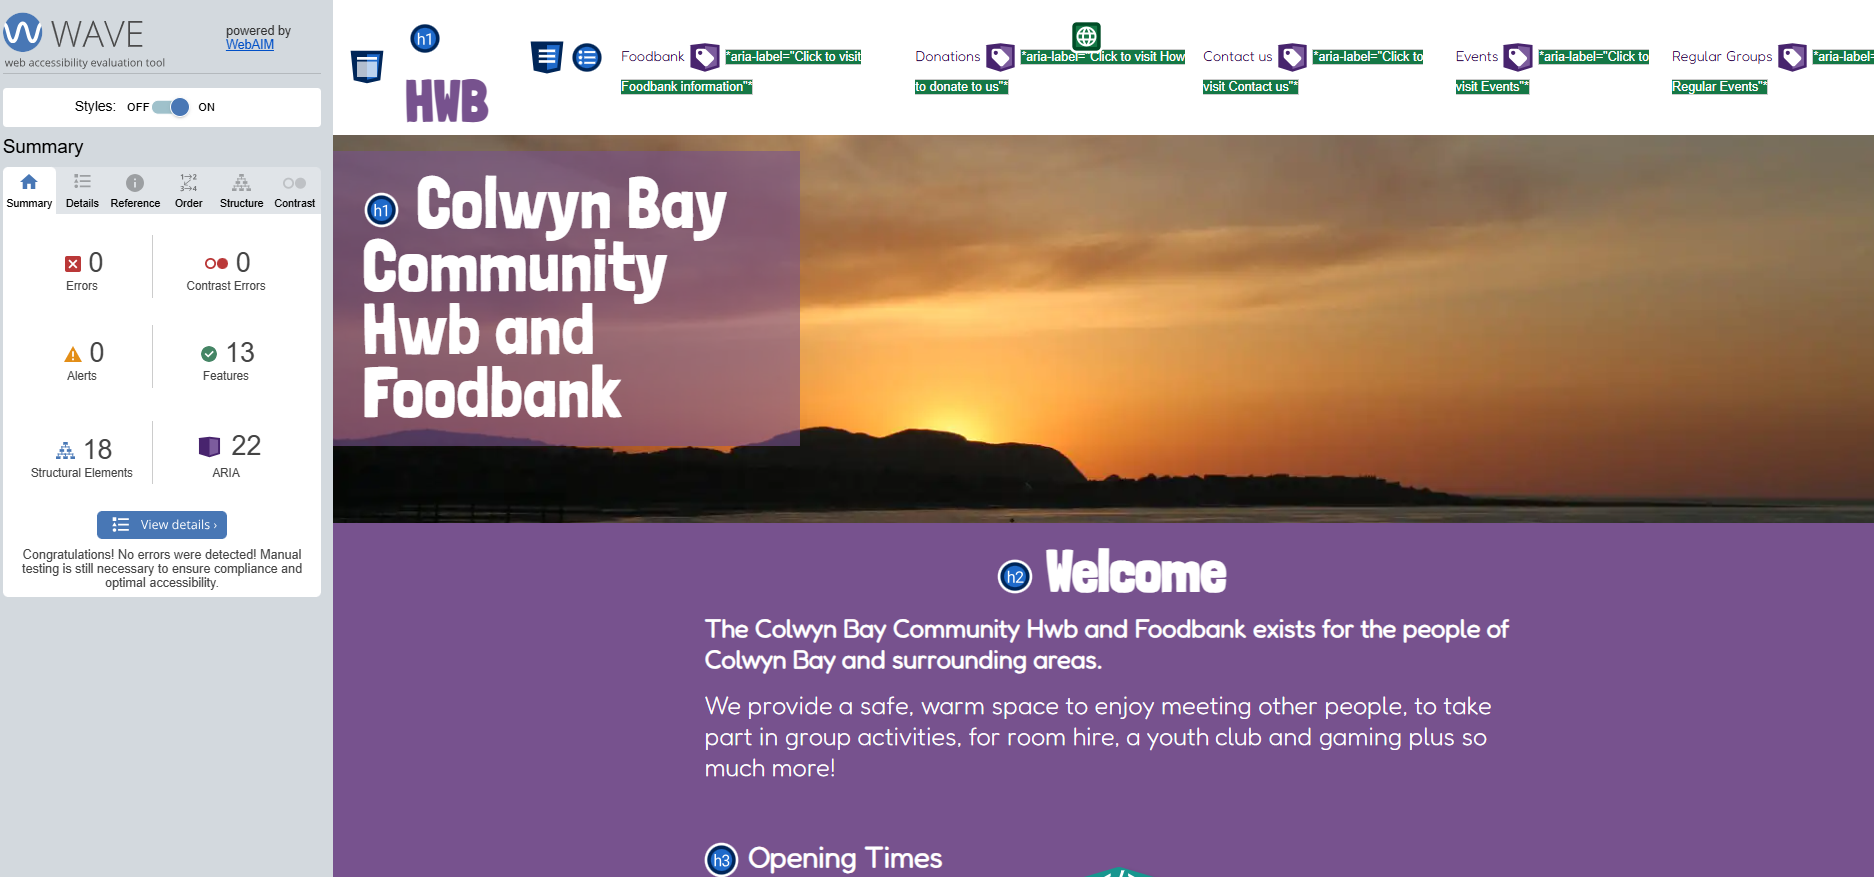 WAVE
web accessibility evaluation tool
powered by
WebAIM
Styles: OFF ON
Summary
Summary Details Reference Order Structure Contrast
0 Errors
0 Contrast Errors
0 Alerts
13 Features
18 Structural Elements
22 ARIA
View details ›
Congratulations! No errors were detected! Manual
testing is still necessary to ensure compliance and
optimal accessibility.
h1
HWB
Foodbank *aria-label="Click to visit
Foodbank information"*
Donations *aria-label="Click to visit How
to donate to us"*
Contact us *aria-label="Click to
visit Contact us"*
Events *aria-label="Click to
visit Events"*
Regular Groups *aria-label=
Regular Events"*
h1 Colwyn Bay
Community
Hwb and
Foodbank
h2 Welcome
The Colwyn Bay Community Hwb and Foodbank exists for the people of
Colwyn Bay and surrounding areas.
We provide a safe, warm space to enjoy meeting other people, to take
part in group activities, for room hire, a youth club and gaming plus so
much more!
h3 Opening Times